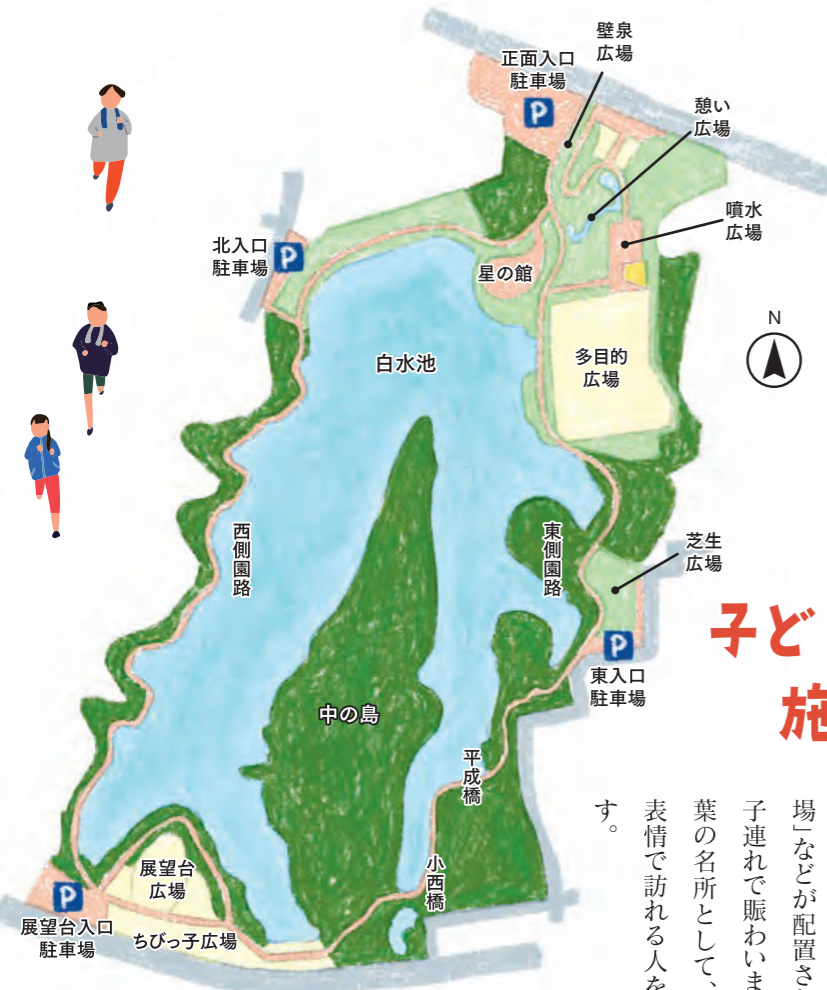 壁泉
広場
正面入口
駐車場
P
憩い
広場
噴水
広場
北入口
駐車場
P
星の館
N
白水池
多目的
広場
西側園路
東側園路
芝生
広場
P
東入口
駐車場
中の島
平成橋
小西橋
展望台
広場
P
展望台入口
駐車場
ちびっ子広場
子ど
施
場」などが配置さ
子連れで賑わいま
葉の名所として、
表情で訪れる人を
す。